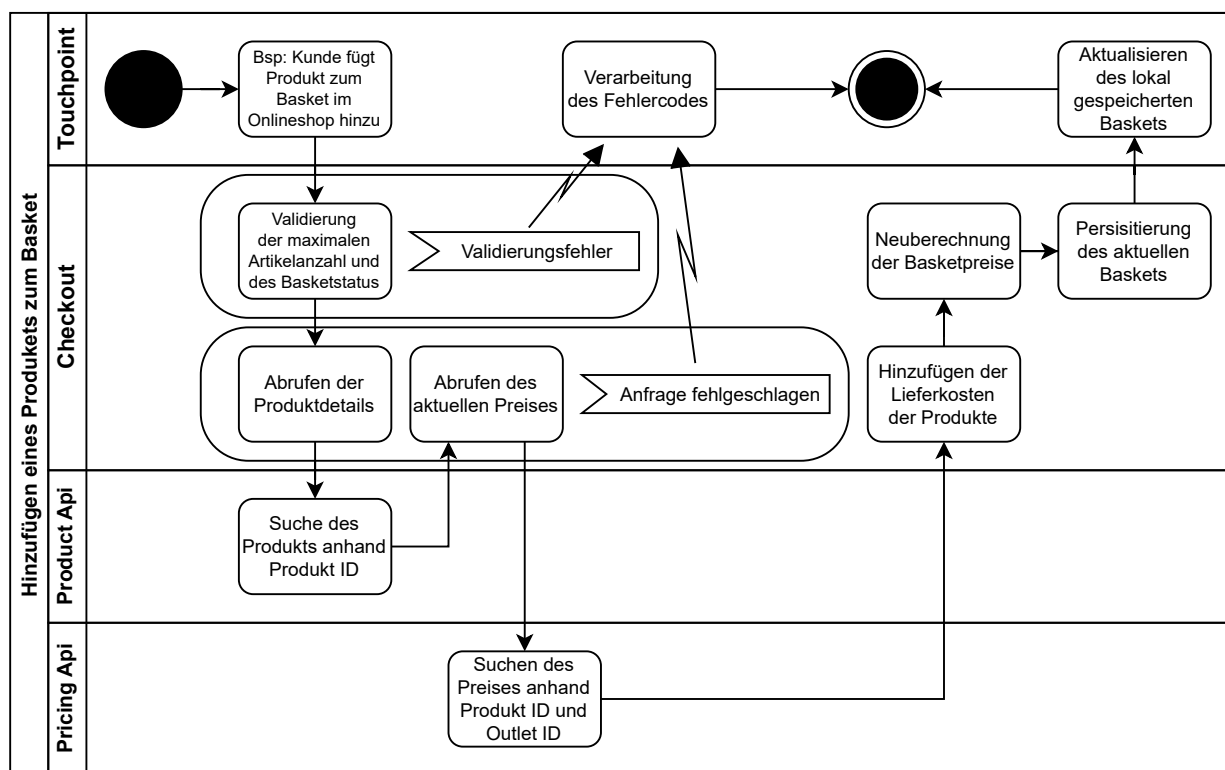 Hinzufügen eines Produkets zum Basket
Touchpoint
Bsp: Kunde fügt
Produkt zum
Basket im
Onlineshop hinzu
Verarbeitung
des Fehlercodes
Aktualisieren
des lokal
gespeicherten
Baskets
Checkout
Validierung
der maximalen
Artikelanzahl und
des Basketstatus
Validierungsfehler
Neuberechnung
der Basketpreise
Persisitierung
des aktuellen
Baskets
Abrufen der
Produktdetails
Abrufen des
aktuellen Preises
Anfrage fehlgeschlagen
Hinzufügen der
Lieferkosten
der Produkte
Product Api
Suche des
Produkts anhand
Produkt ID
Pricing Api
Suchen des
Preises anhand
Produkt ID und
Outlet ID